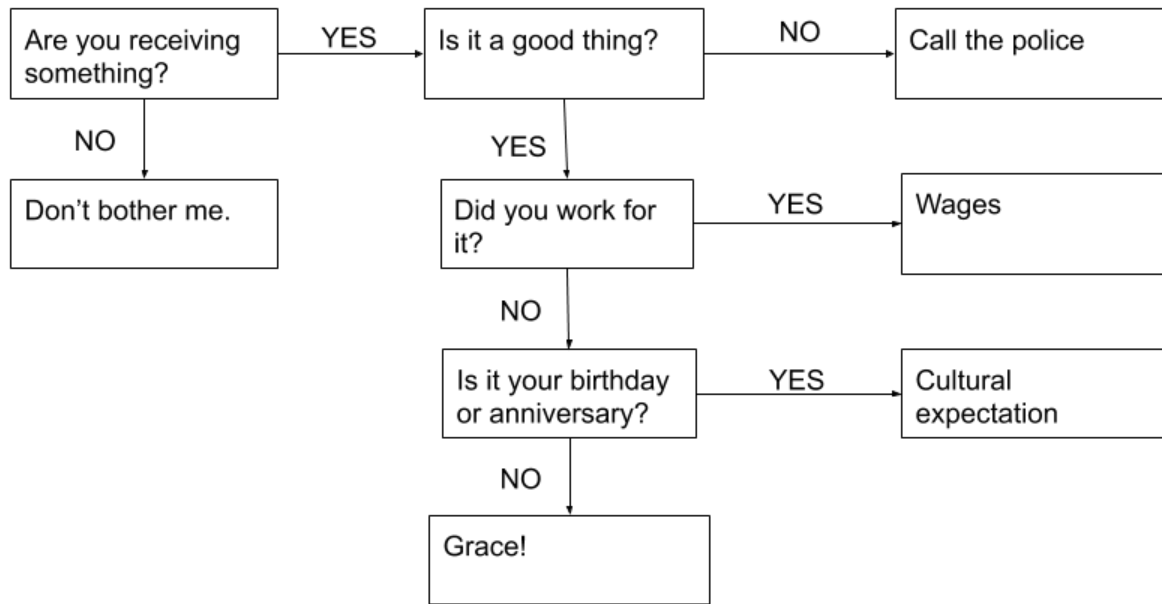 Are you receiving
something?
YES
Is it a good thing?
NO
Call the police
NO
YES
Don’t bother me.
Did you work for
it?
YES
Wages
NO
Is it your birthday
or anniversary?
YES
Cultural
expectation
NO
Grace!